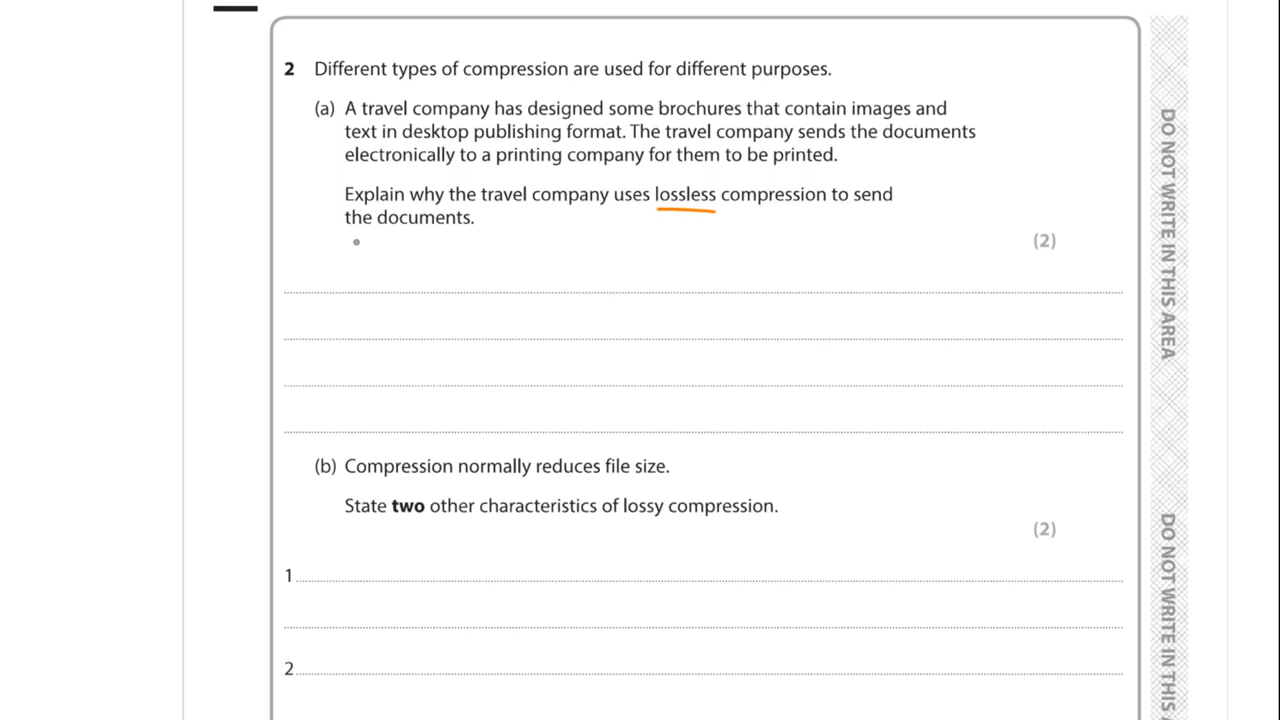 2 Different types of compression are used for different purposes.
(a) A travel company has designed some brochures that contain images and
text in desktop publishing format. The travel company sends the documents
electronically to a printing company for them to be printed.
Explain why the travel company uses lossless compression to send
the documents.
(2)
(b) Compression normally reduces file size.
State two other characteristics of lossy compression.
(2)
1
2
DO NOT WRITE IN THIS AREA
DO NOT WRITE IN THIS